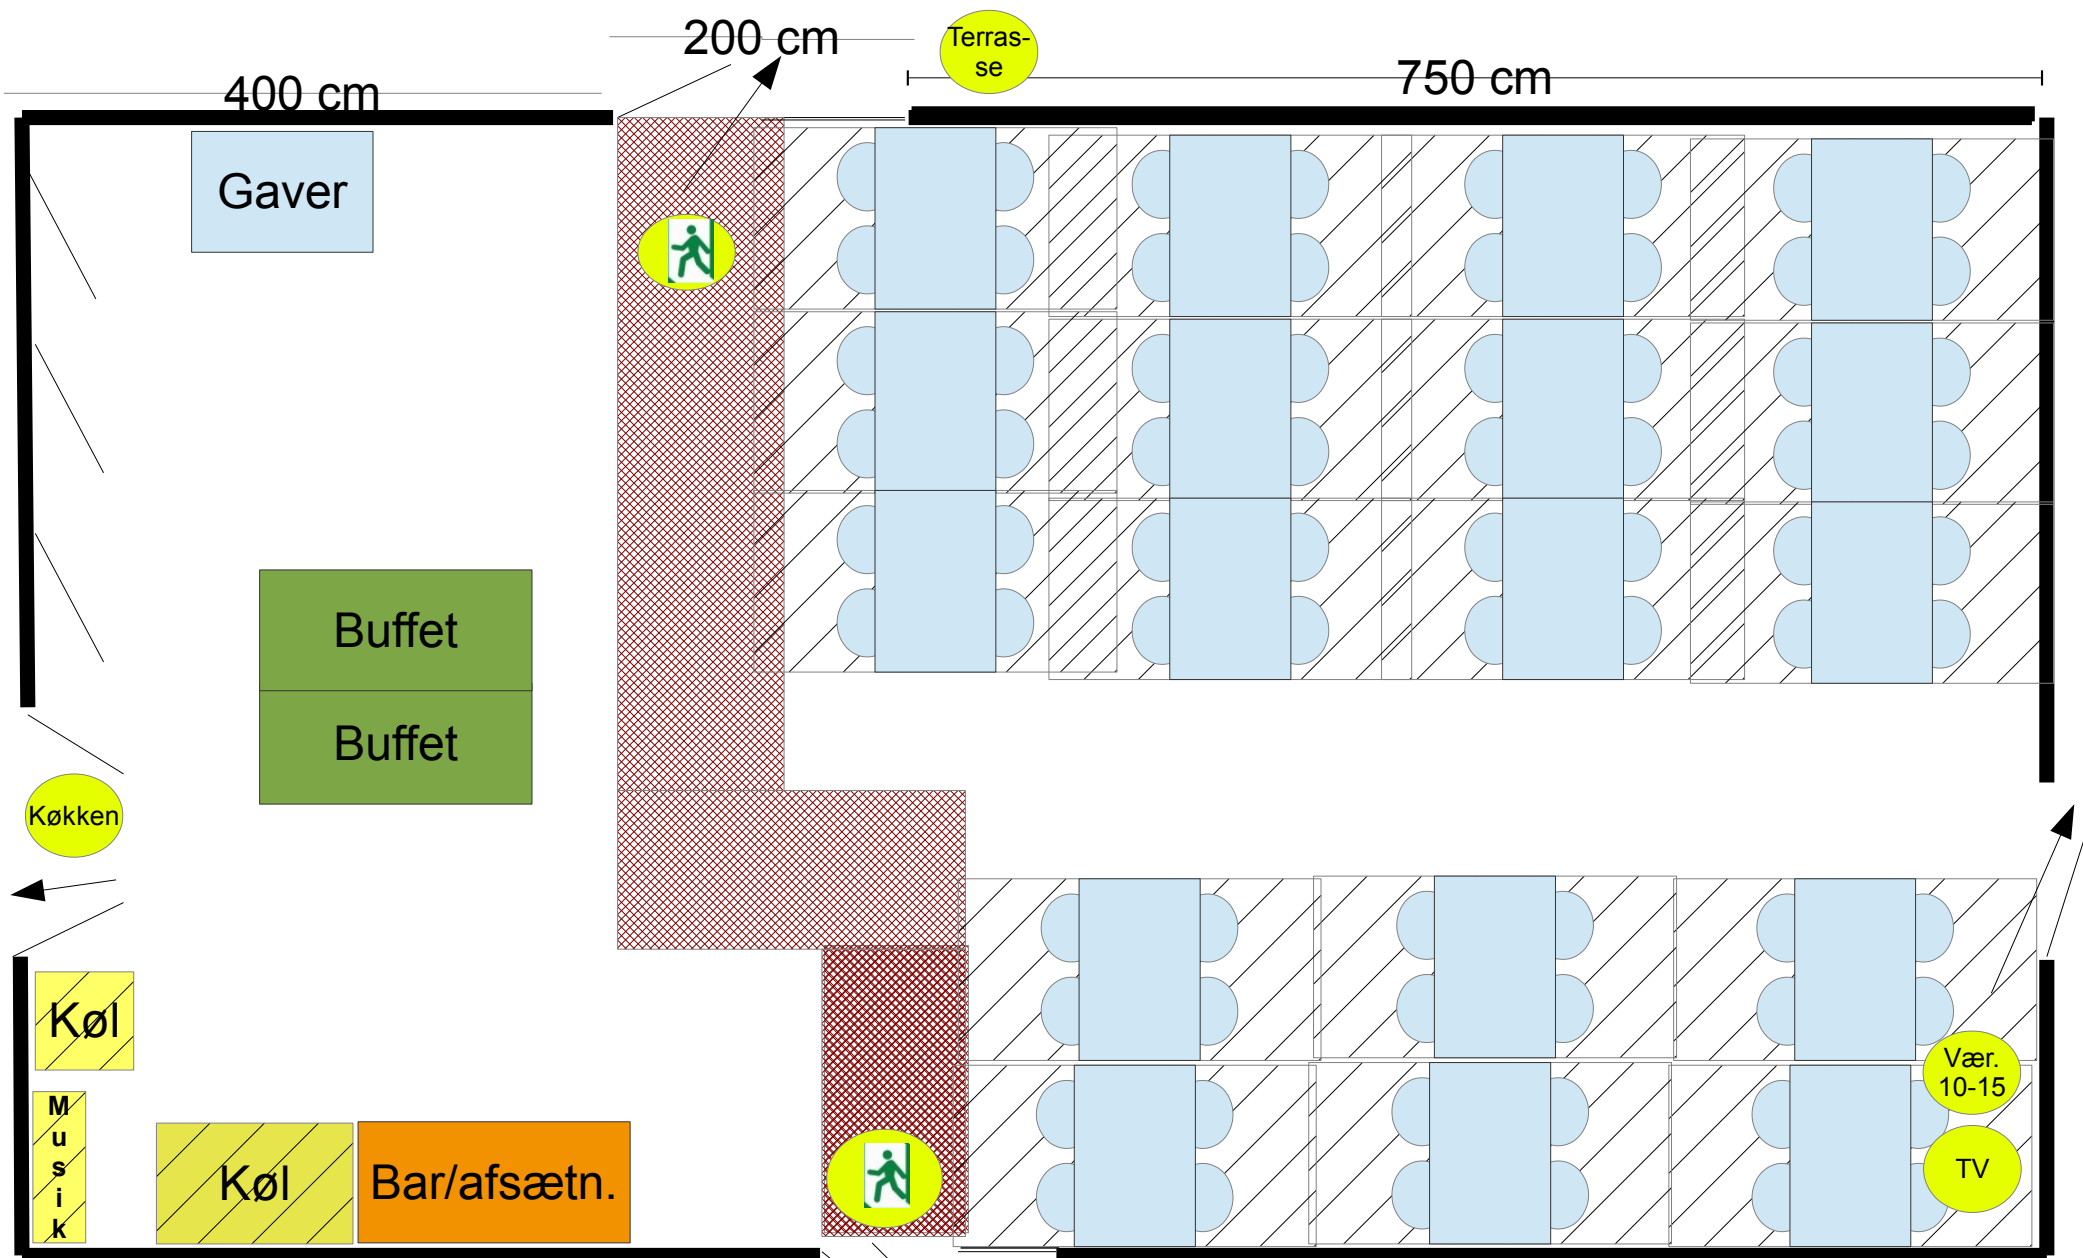 200 cm
Terras-
se
400 cm
750 cm
Gaver
Buffet
Buffet
Køkken
Køl
Musik
Køl
Bar/afsætn.
Vær.
10-15
TV